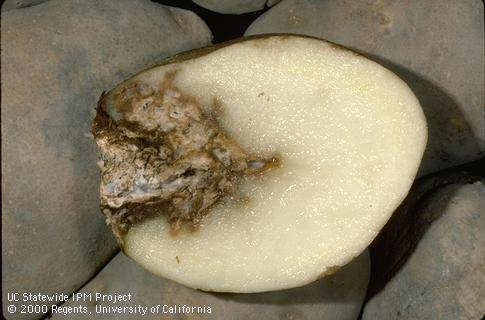 UC Statewide IPM Project
© 2000 Regents, University of California